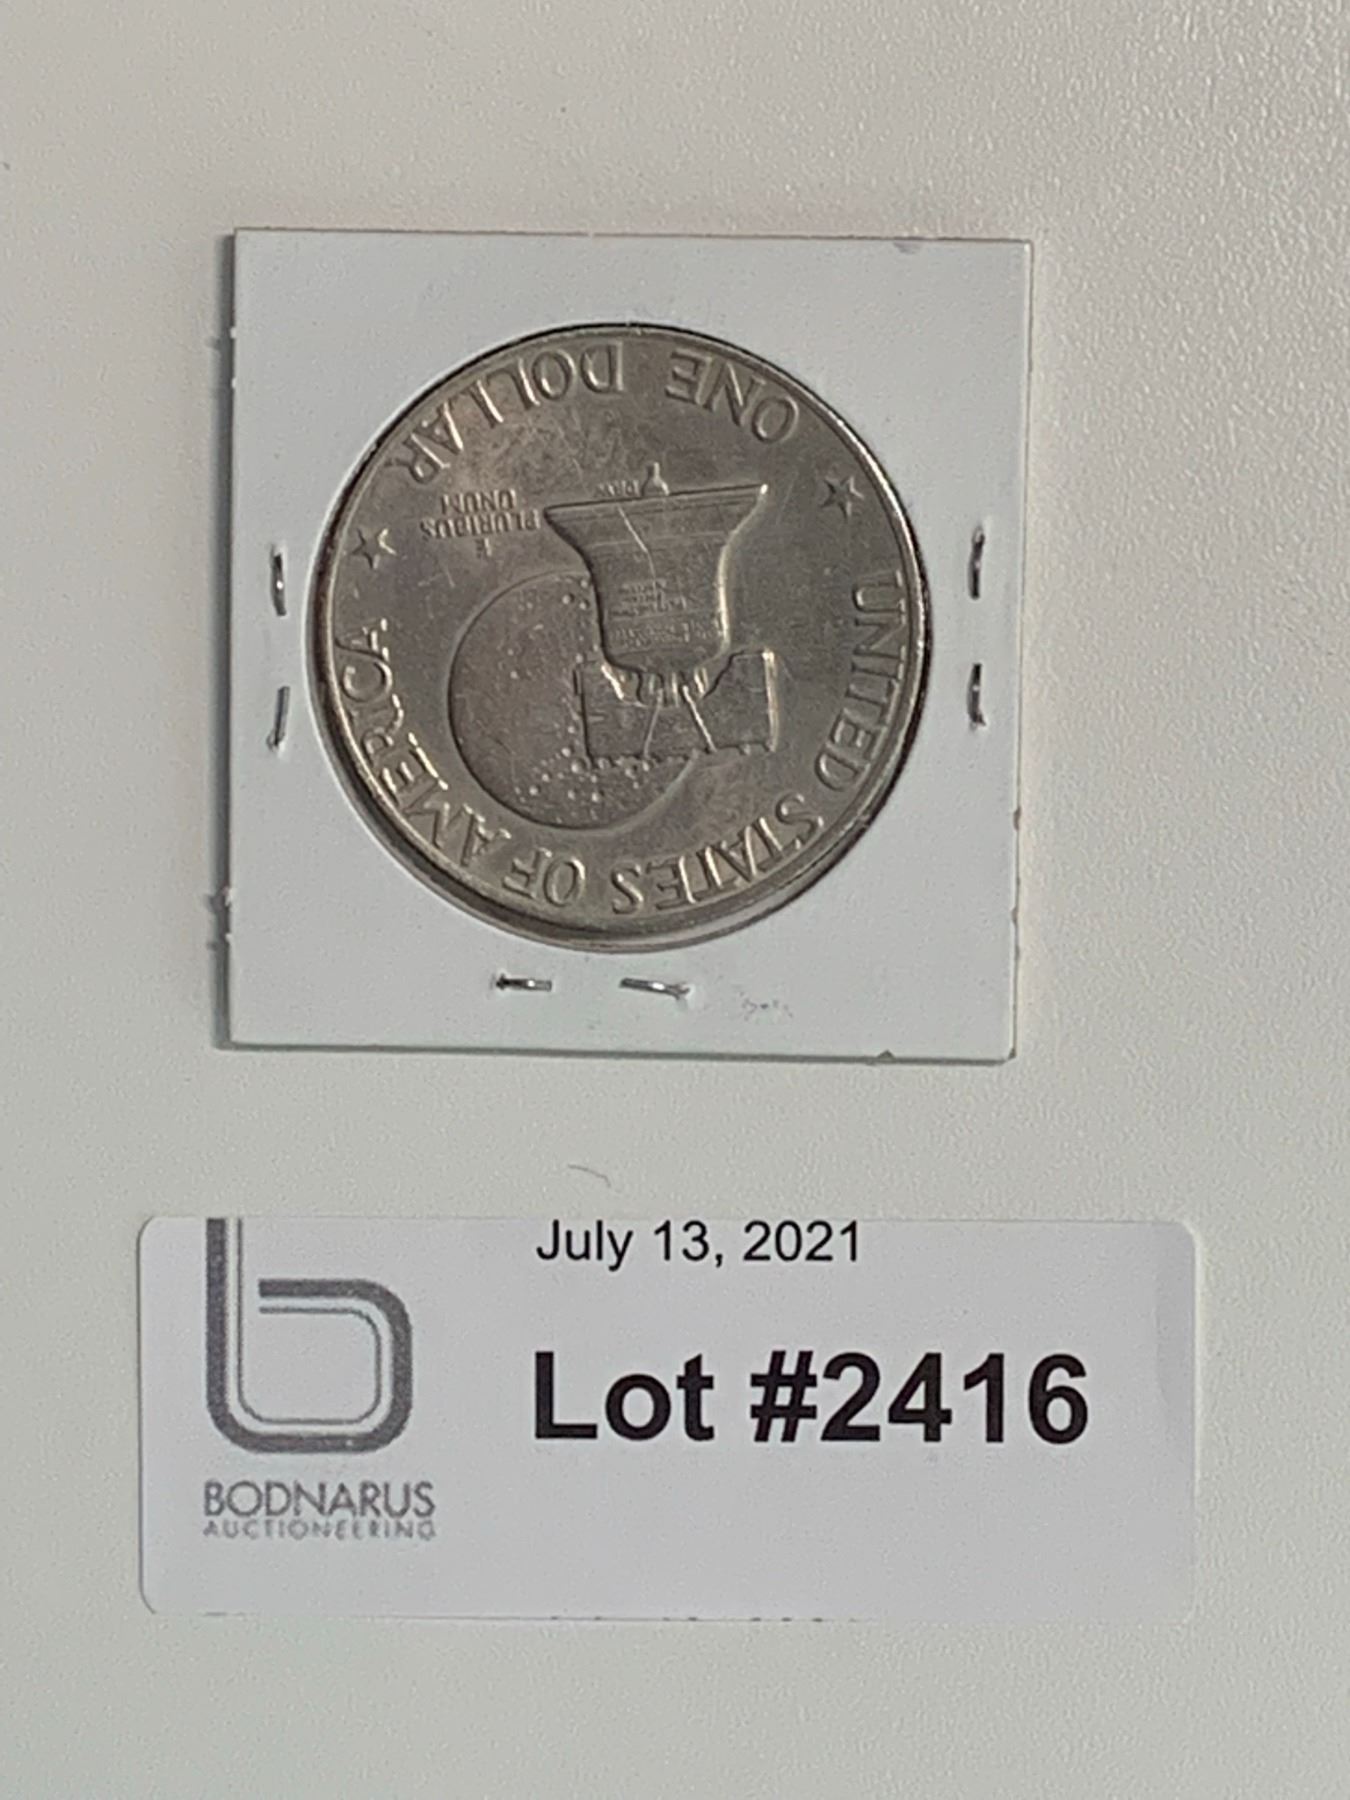 UNITED STATES OF AMERICA
E
PLURIBUS
UNUM
ONE DOLLAR
July 13, 2021
Lot #2416
BODNARUS
AUCTIONEERING